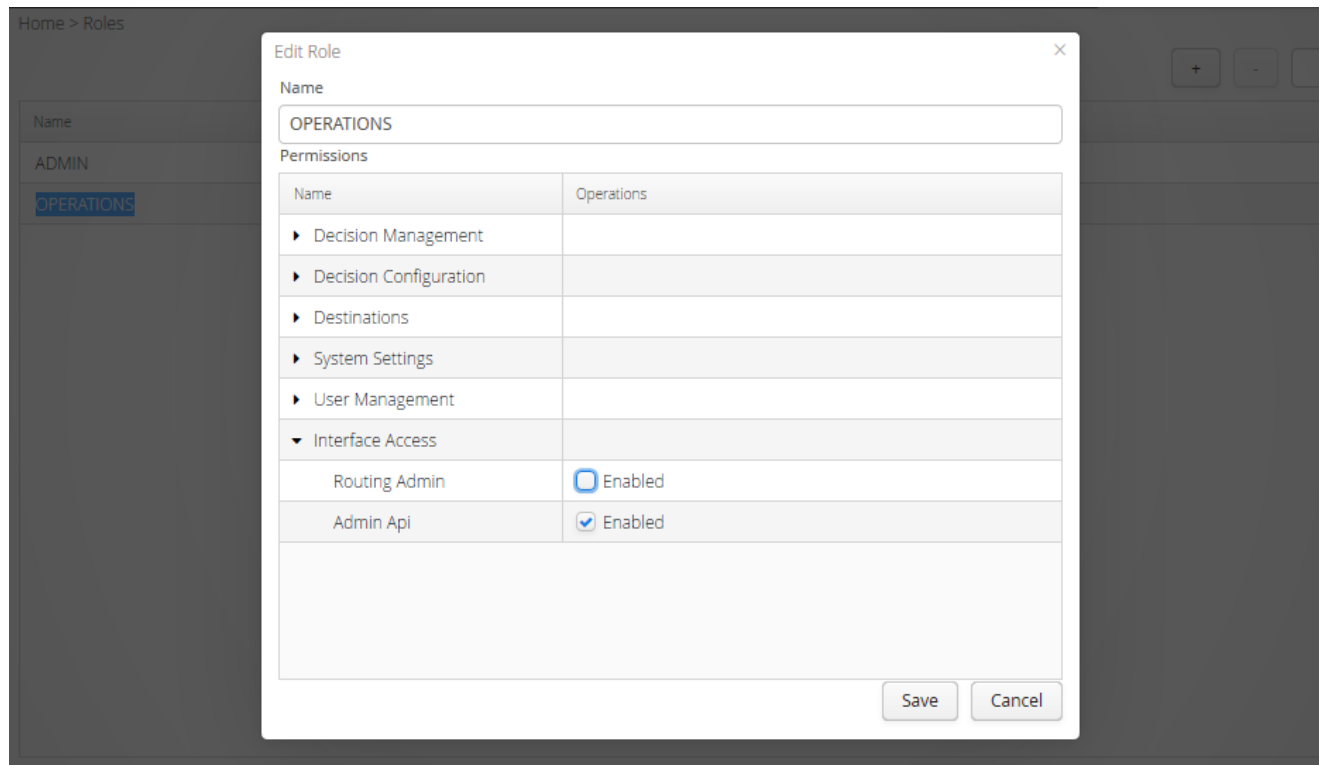 Home > Roles
Edit Role
×
+ -
Name
OPERATIONS
Permissions
Name
ADMIN
OPERATIONS
Name Operations
Decision Management
Decision Configuration
Destinations
System Settings
User Management
Interface Access
Routing Admin Enabled
Admin Api Enabled
Save Cancel